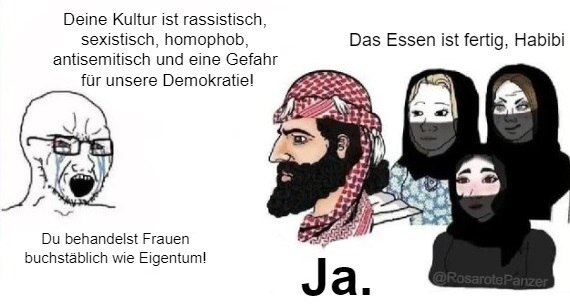 Deine Kultur ist rassistisch,
sexistisch, homophob,
antisemitisch und eine Gefahr
für unsere Demokratie!
Das Essen ist fertig, Habibi
Du behandelst Frauen
buchstäblich wie Eigentum!
Ja.
@RosarotePanzer